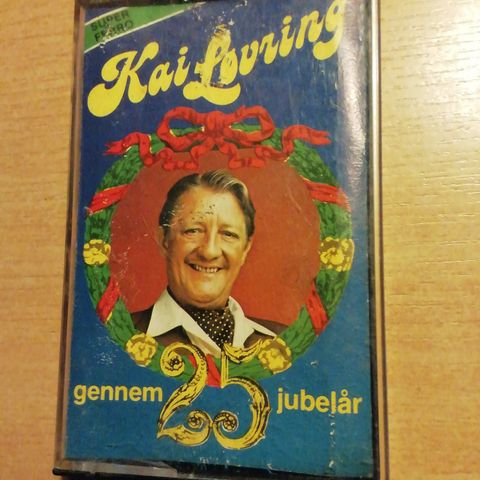 SUPER
FERRO
Kai Løvring
gennem 25 jubelår